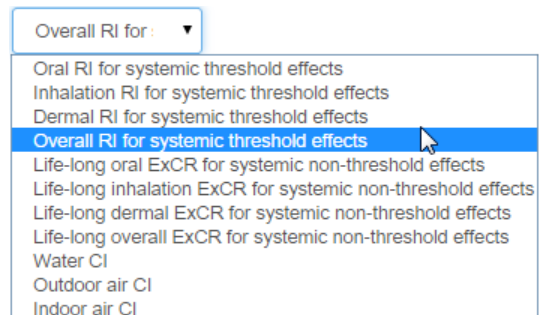 Overall RI for
Oral RI for systemic threshold effects
Inhalation RI for systemic threshold effects
Dermal RI for systemic threshold effects
Overall RI for systemic threshold effects
Life-long oral ExCR for systemic non-threshold effects
Life-long inhalation ExCR for systemic non-threshold effects
Life-long dermal ExCR for systemic non-threshold effects
Life-long overall ExCR for systemic non-threshold effects
Water CI
Outdoor air CI
Indoor air CI